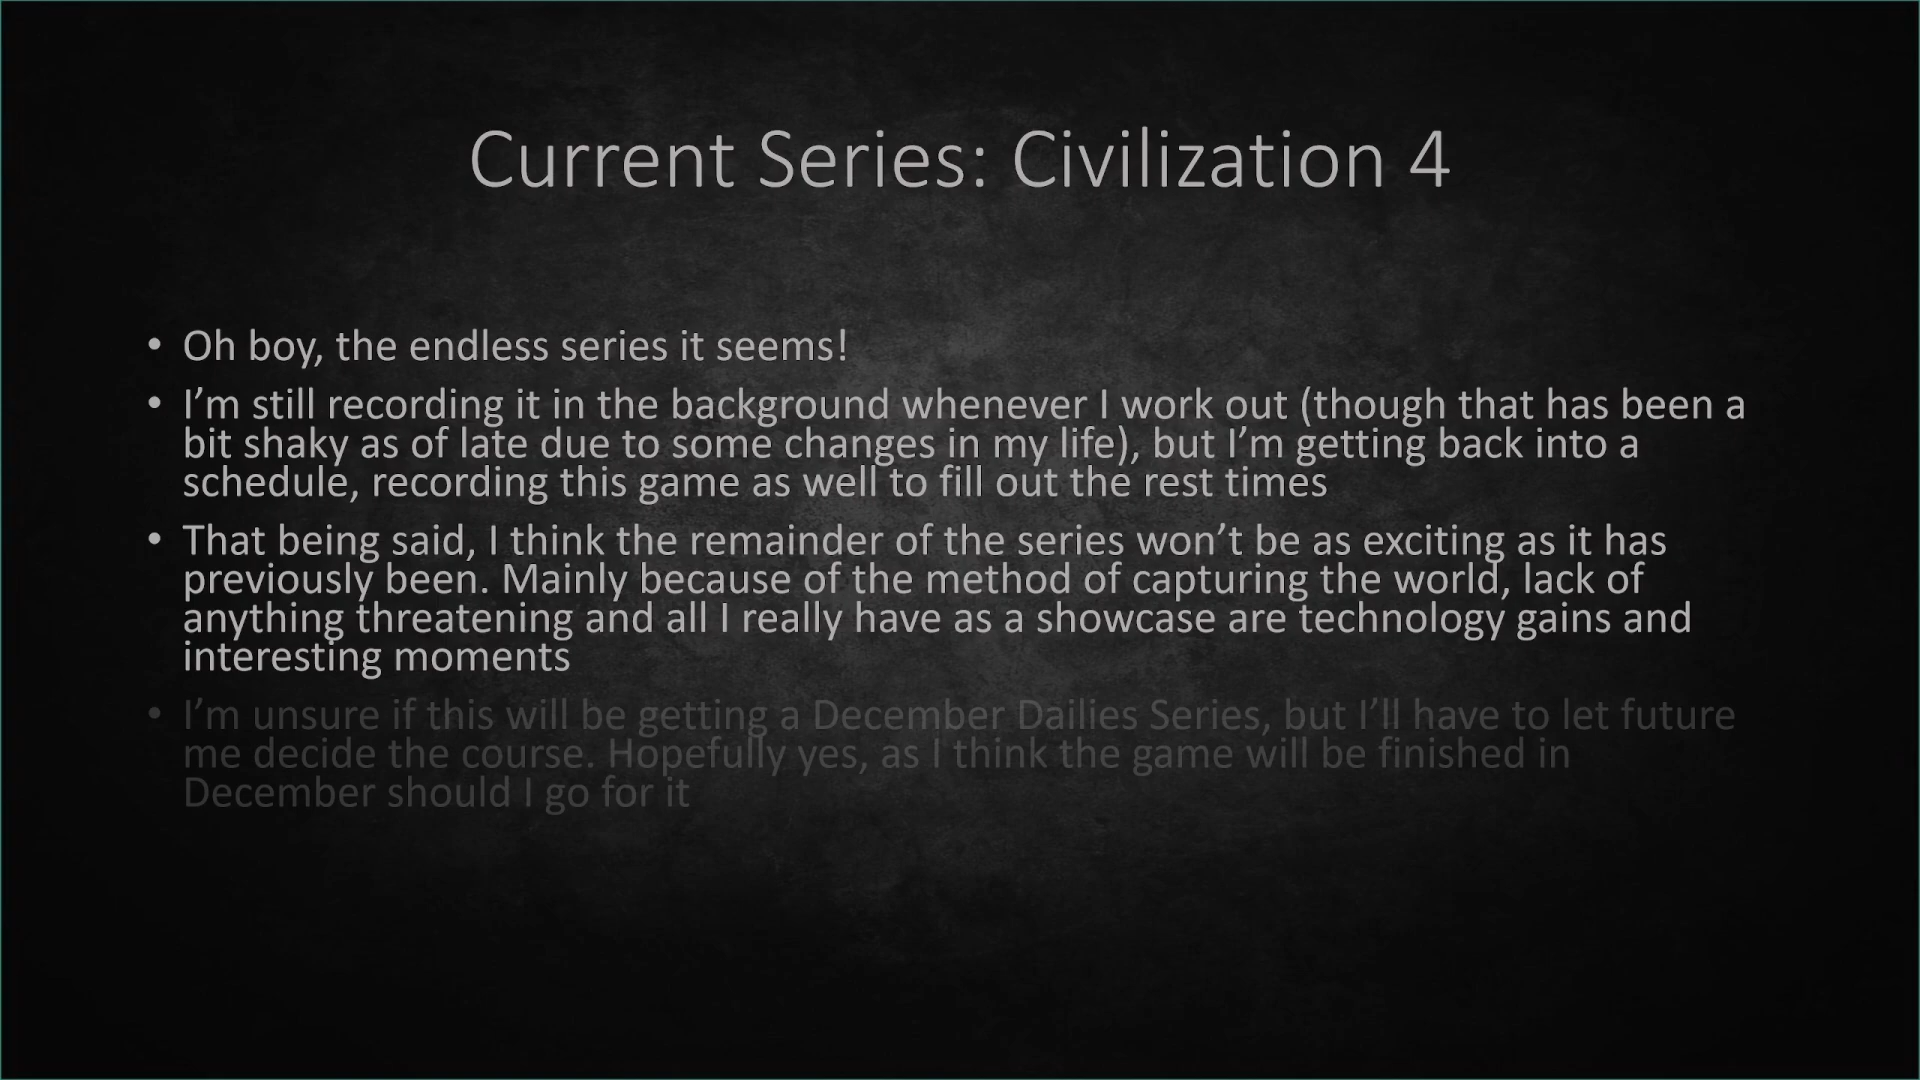 Current Series: Civilization 4
• Oh boy, the endless series it seems!
• I’m still recording it in the background whenever I work out (though that has been a
bit shaky as of late due to some changes in my life), but I’m getting back into a
schedule, recording this game as well to fill out the rest times
• That being said, I think the remainder of the series won’t be as exciting as it has
previously been. Mainly because of the method of capturing the world, lack of
anything threatening and all I really have as a showcase are technology gains and
interesting moments
• I’m unsure if this will be getting a December Dailies Series, but I’ll have to let future
me decide the course. Hopefully yes, as I think the game will be finished in
December should I go for it